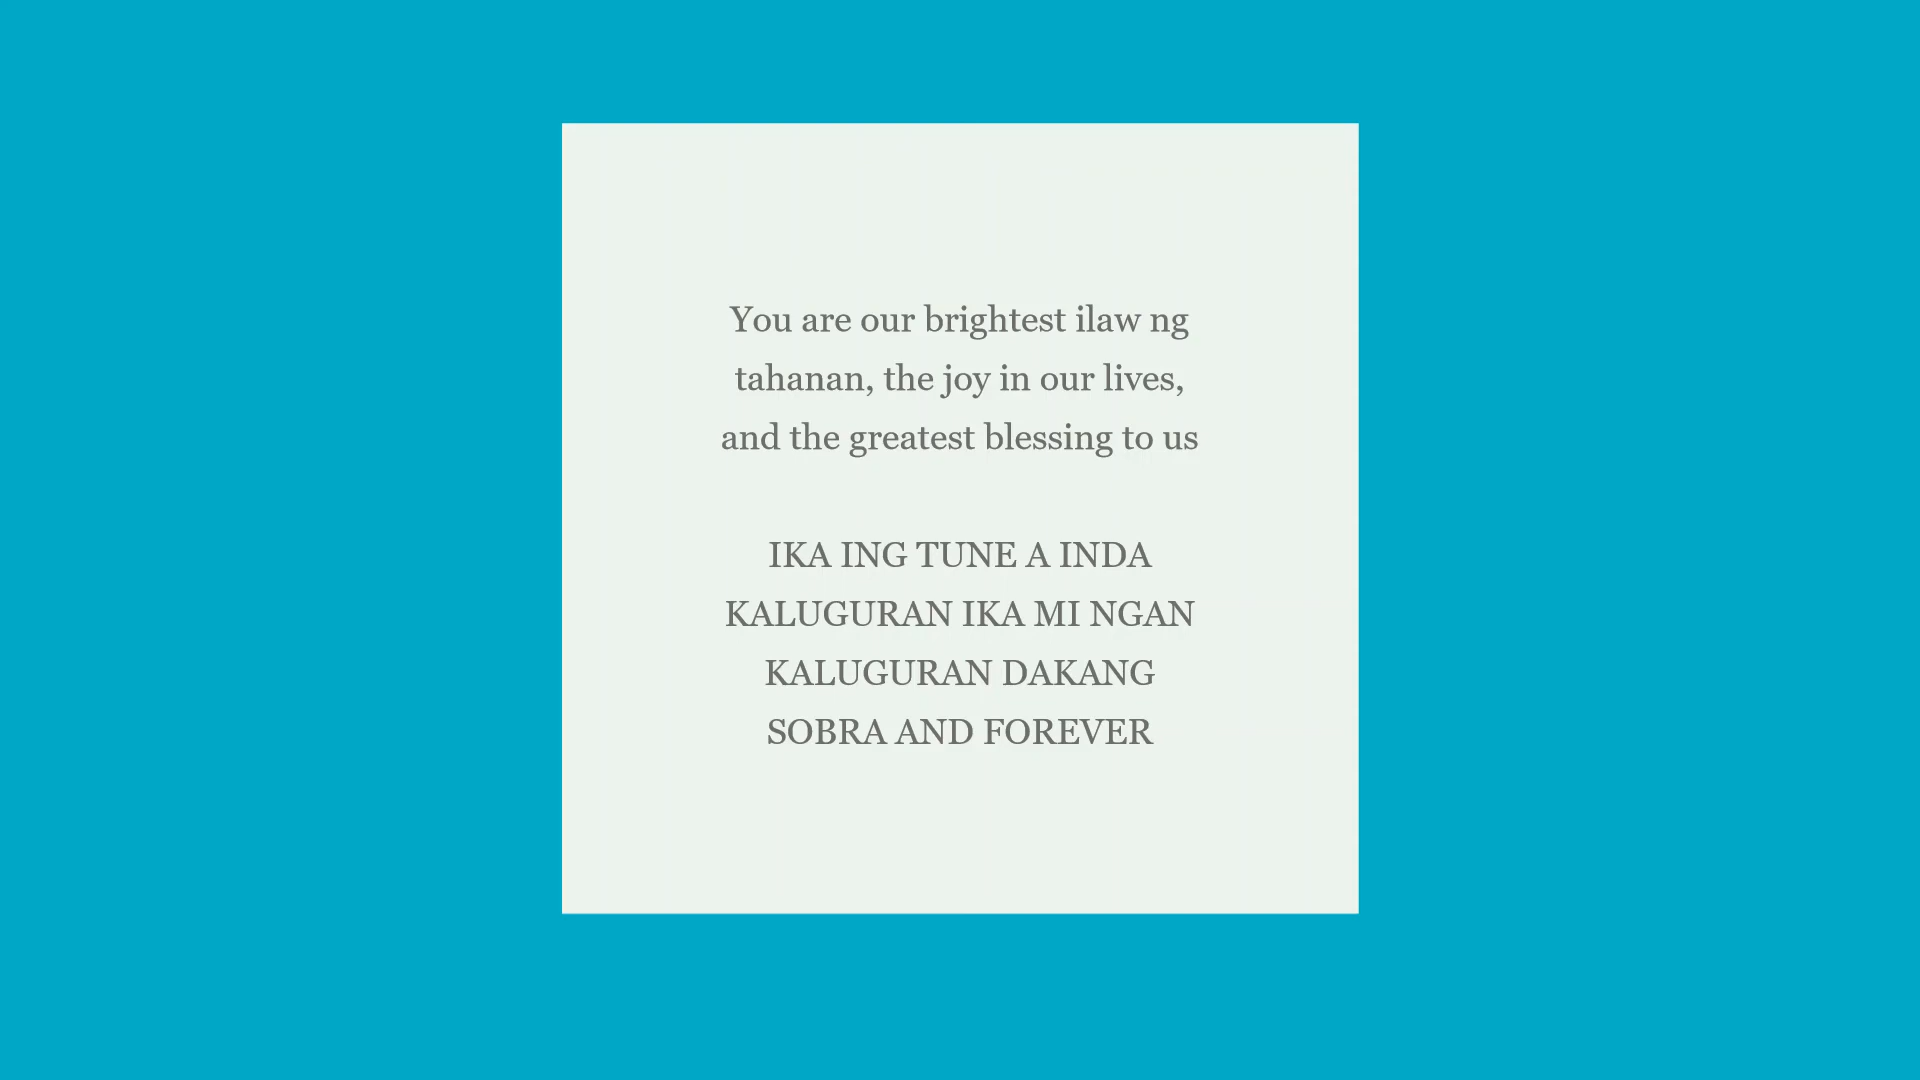 You are our brightest ilaw ng
tahanan, the joy in our lives,
and the greatest blessing to us
IKA ING TUNE A INDA
KALUGURAN IKA MI NGAN
KALUGURAN DAKANG
SOBRA AND FOREVER